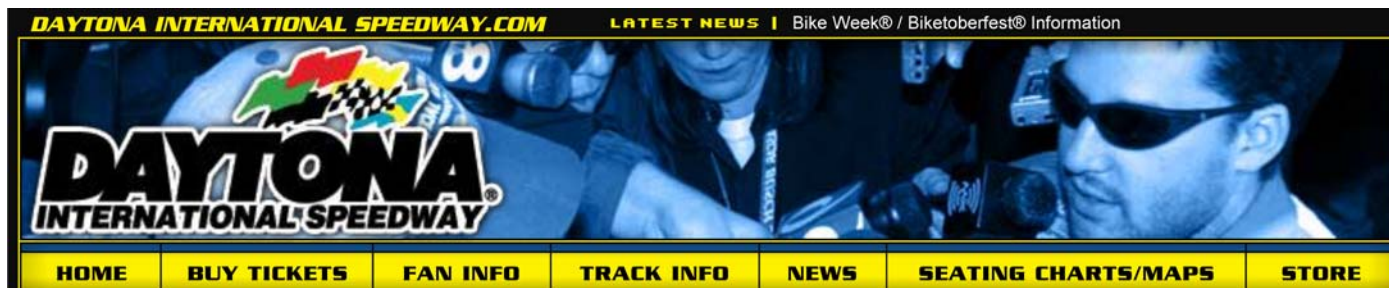 DAYTONA INTERNATIONAL SPEEDWAY.COM LATEST NEWS | Bike Week® / Biketoberfest® Information
DAYTONA®
INTERNATIONAL SPEEDWAY
HOME BUY TICKETS FAN INFO TRACK INFO NEWS SEATING CHARTS/MAPS STORE